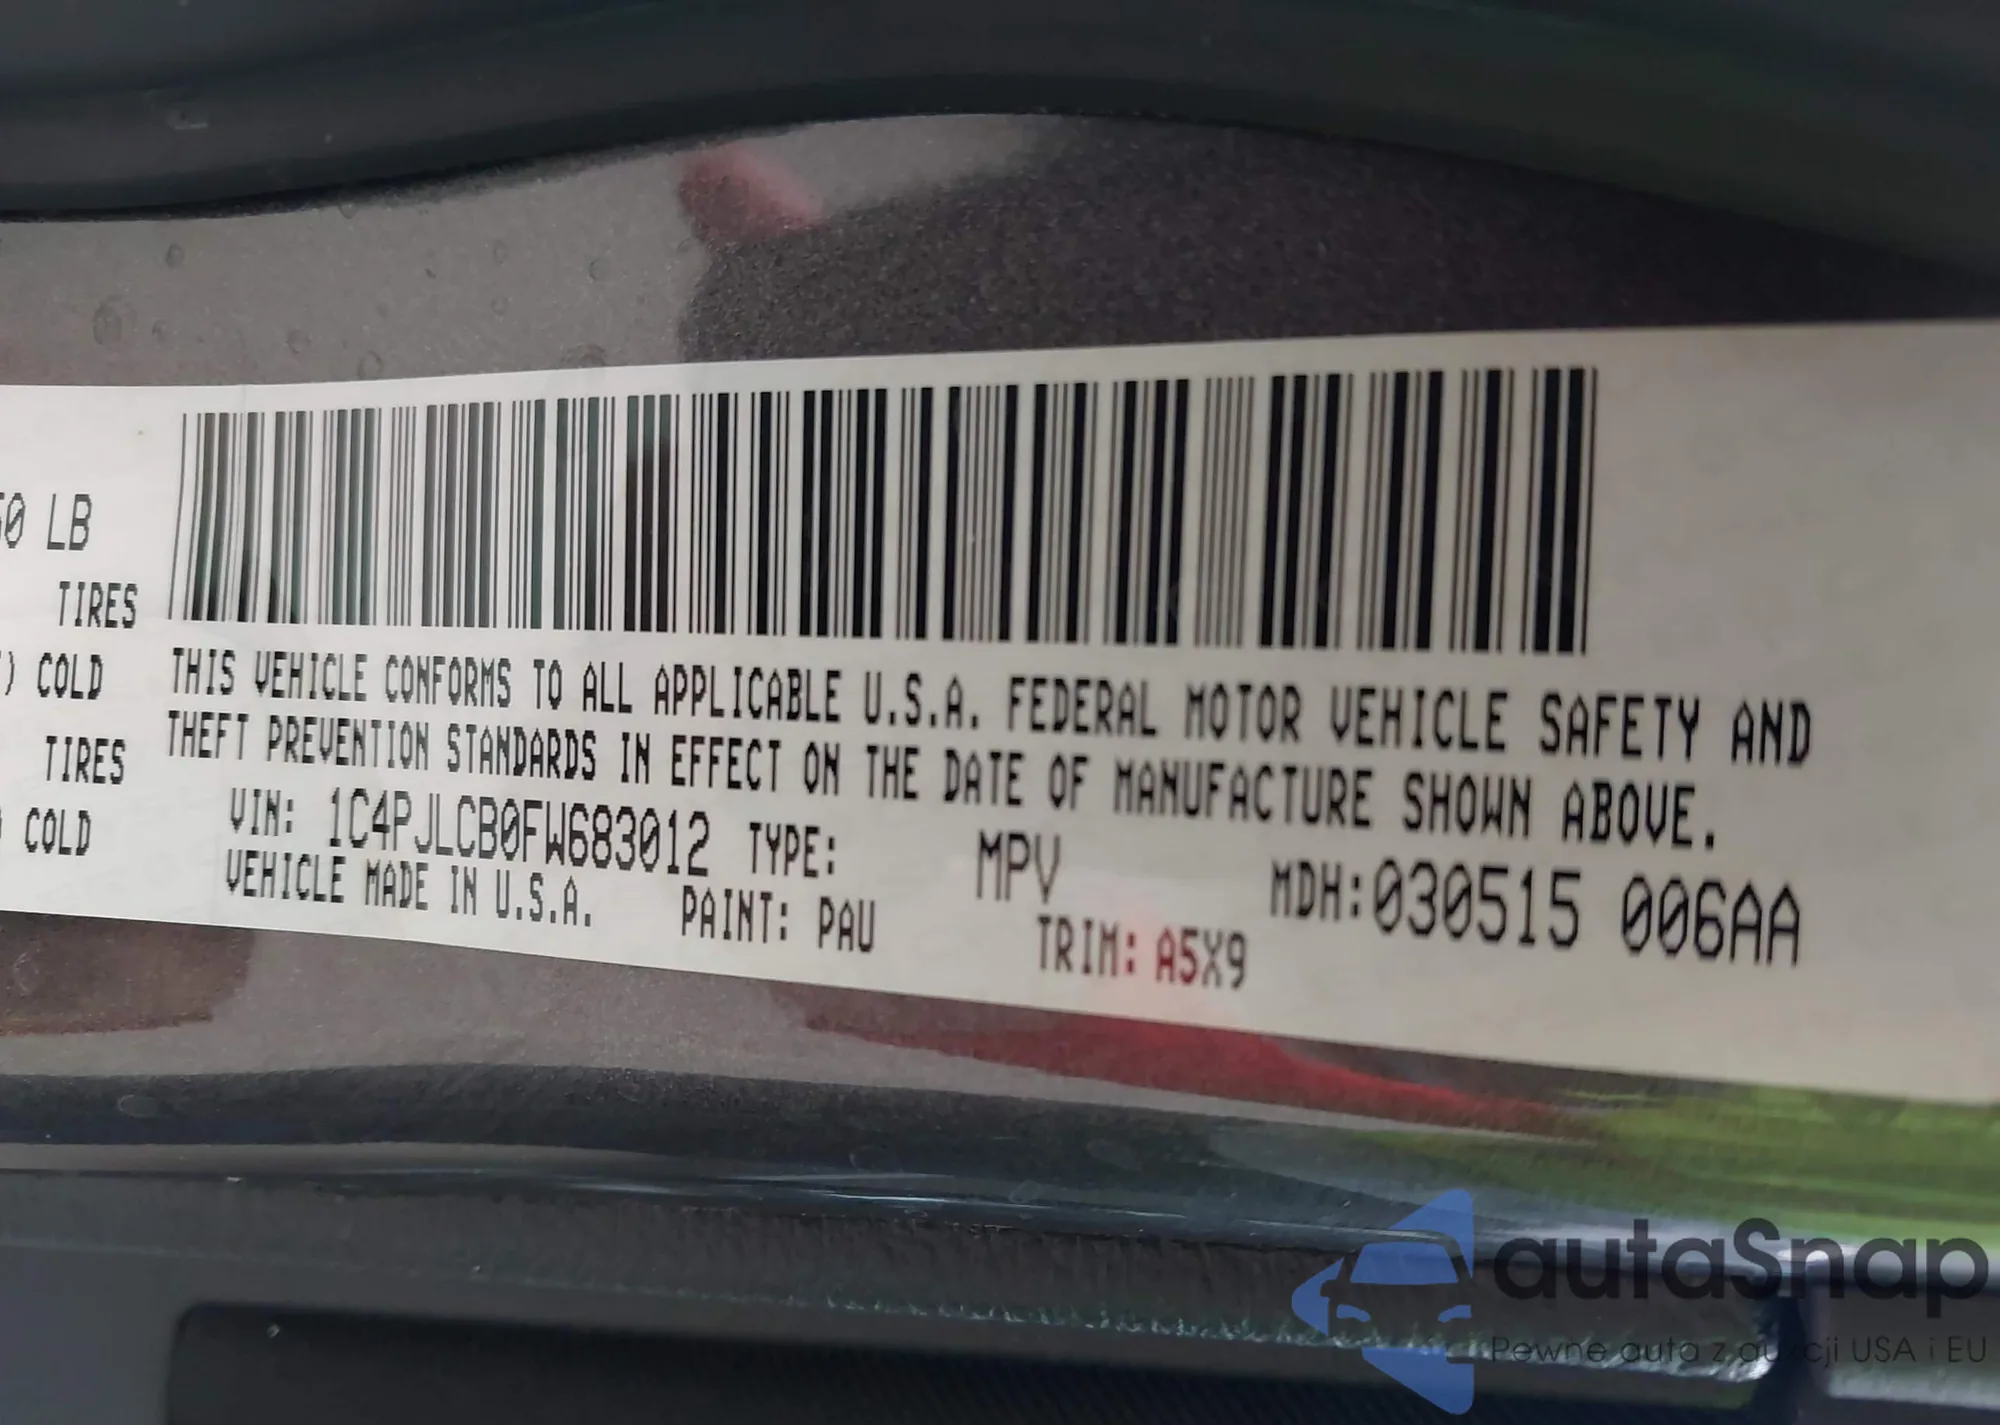 LB
TIRES
COLD
TIRES
COLD
THIS VEHICLE CONFORMS TO ALL APPLICABLE U.S.A. FEDERAL MOTOR VEHICLE SAFETY AND
THEFT PREVENTION STANDARDS IN EFFECT ON THE DATE OF MANUFACTURE SHOWN ABOVE.
VIN: 1C4PJLCB0FW683012 TYPE: MPV MDH:030515 006AA
VEHICLE MADE IN U.S.A. PAINT: PAU TRIM: A5X9
autaSnap
Pewne auta z aukcji USA i EU